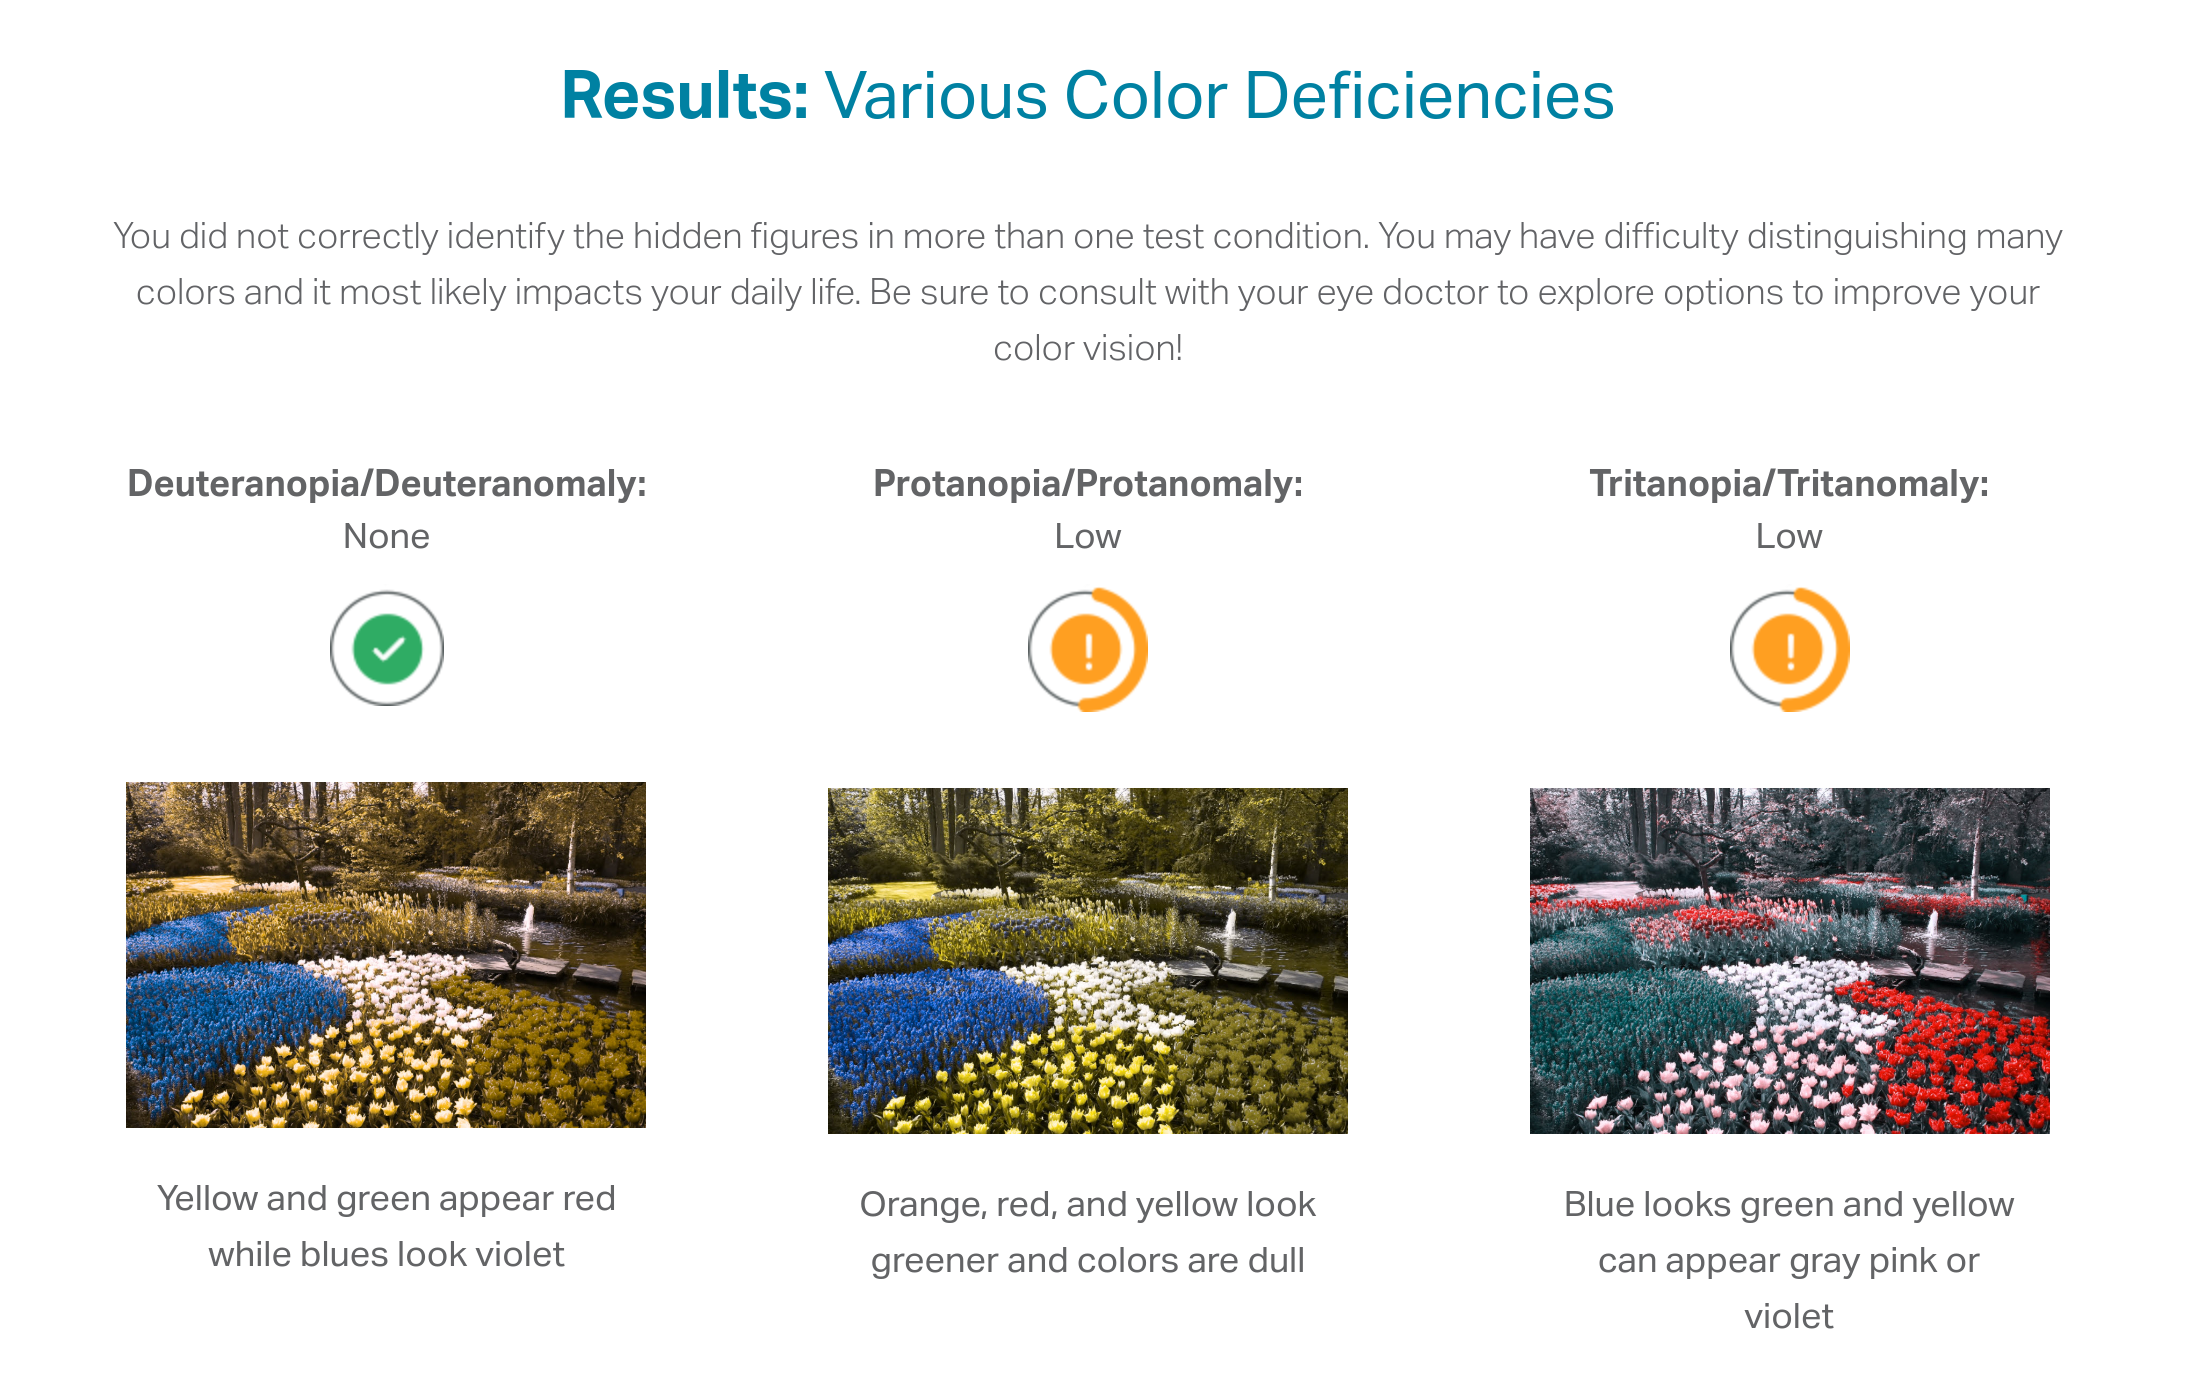 Results: Various Color Deficiencies
You did not correctly identify the hidden figures in more than one test condition. You may have difficulty distinguishing many
colors and it most likely impacts your daily life. Be sure to consult with your eye doctor to explore options to improve your
color vision!
Deuteranopia/Deuteranomaly:
None
Yellow and green appear red
while blues look violet
Protanopia/Protanomaly:
Low
!
Orange, red, and yellow look
greener and colors are dull
Tritanopia/Tritanomaly:
Low
!
Blue looks green and yellow
can appear gray pink or
violet